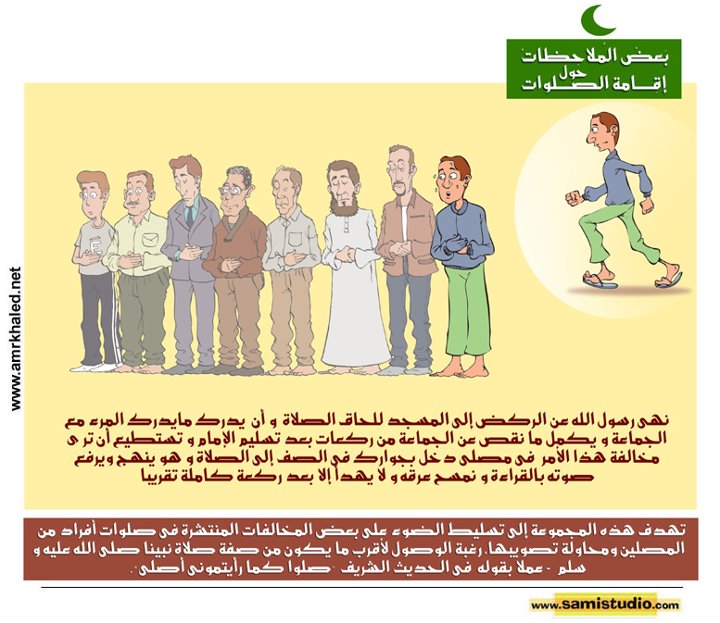 بعض الملاحظات
حول
إقامة الصلوات
www.amrkhaled.net
نهى رسول الله عن الركض إلى المسجد للحاق الصلاة و أن يدرك مايدرك المرء مع
الجماعة و يكمل ما نقص عن الجماعة من ركعات بعد تسليم الإمام و تستطيع أن ترى
مخالفة هذا الأمر فى مصلى دخل بجوارك فى الصف إلى الصلاة و هو ينهج ويرفع
صوته بالقراءة و نمسح عرقه و لا يهدأ إلا بعد ركعة كاملة تقريبا
تهدف هذه المجموعة إلى تسليط الضوء على بعض المخالفات المنتشرة فى صلوات أفراد من
المصلين ومحاولة تصويبها، رغبة الوصول لأقرب ما يكون من صفة صلاة نبينا صلى الله عليه و
سلم - عملا بقوله فى الحديث الشريف "صلوا كما رأيتمونى أصلى".
www.samistudio.com